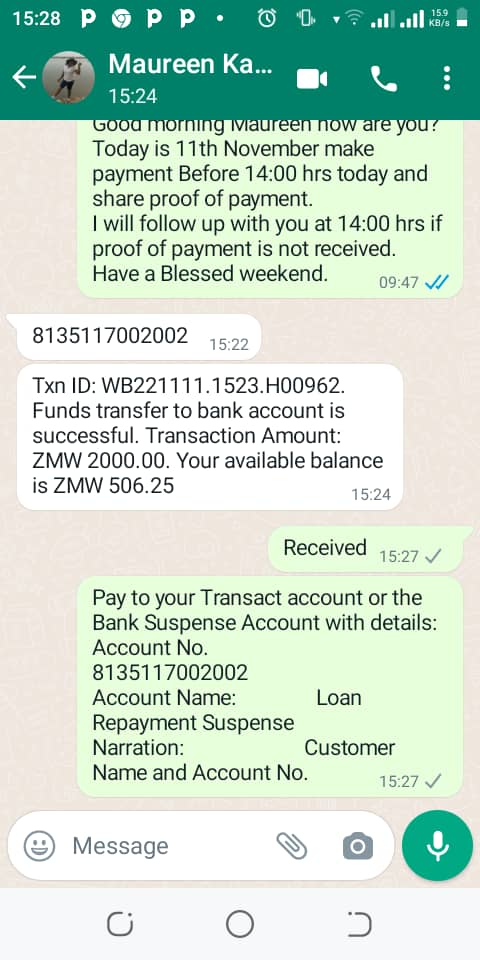 15:28
15.9
KB/s
Maureen Ka...
15:24
Good morning Maureen how are you?
Today is 11th November make
payment Before 14:00 hrs today and
share proof of payment.
I will follow up with you at 14:00 hrs if
proof of payment is not received.
Have a Blessed weekend.
09:47
8135117002002
15:22
Txn ID: WB221111.1523.H00962.
Funds transfer to bank account is
successful. Transaction Amount:
ZMW 2000.00. Your available balance
is ZMW 506.25
15:24
Received
15:27
Pay to your Transact account or the
Bank Suspense Account with details:
Account No.
8135117002002
Account Name: Loan
Repayment Suspense
Narration: Customer
Name and Account No.
15:27
Message